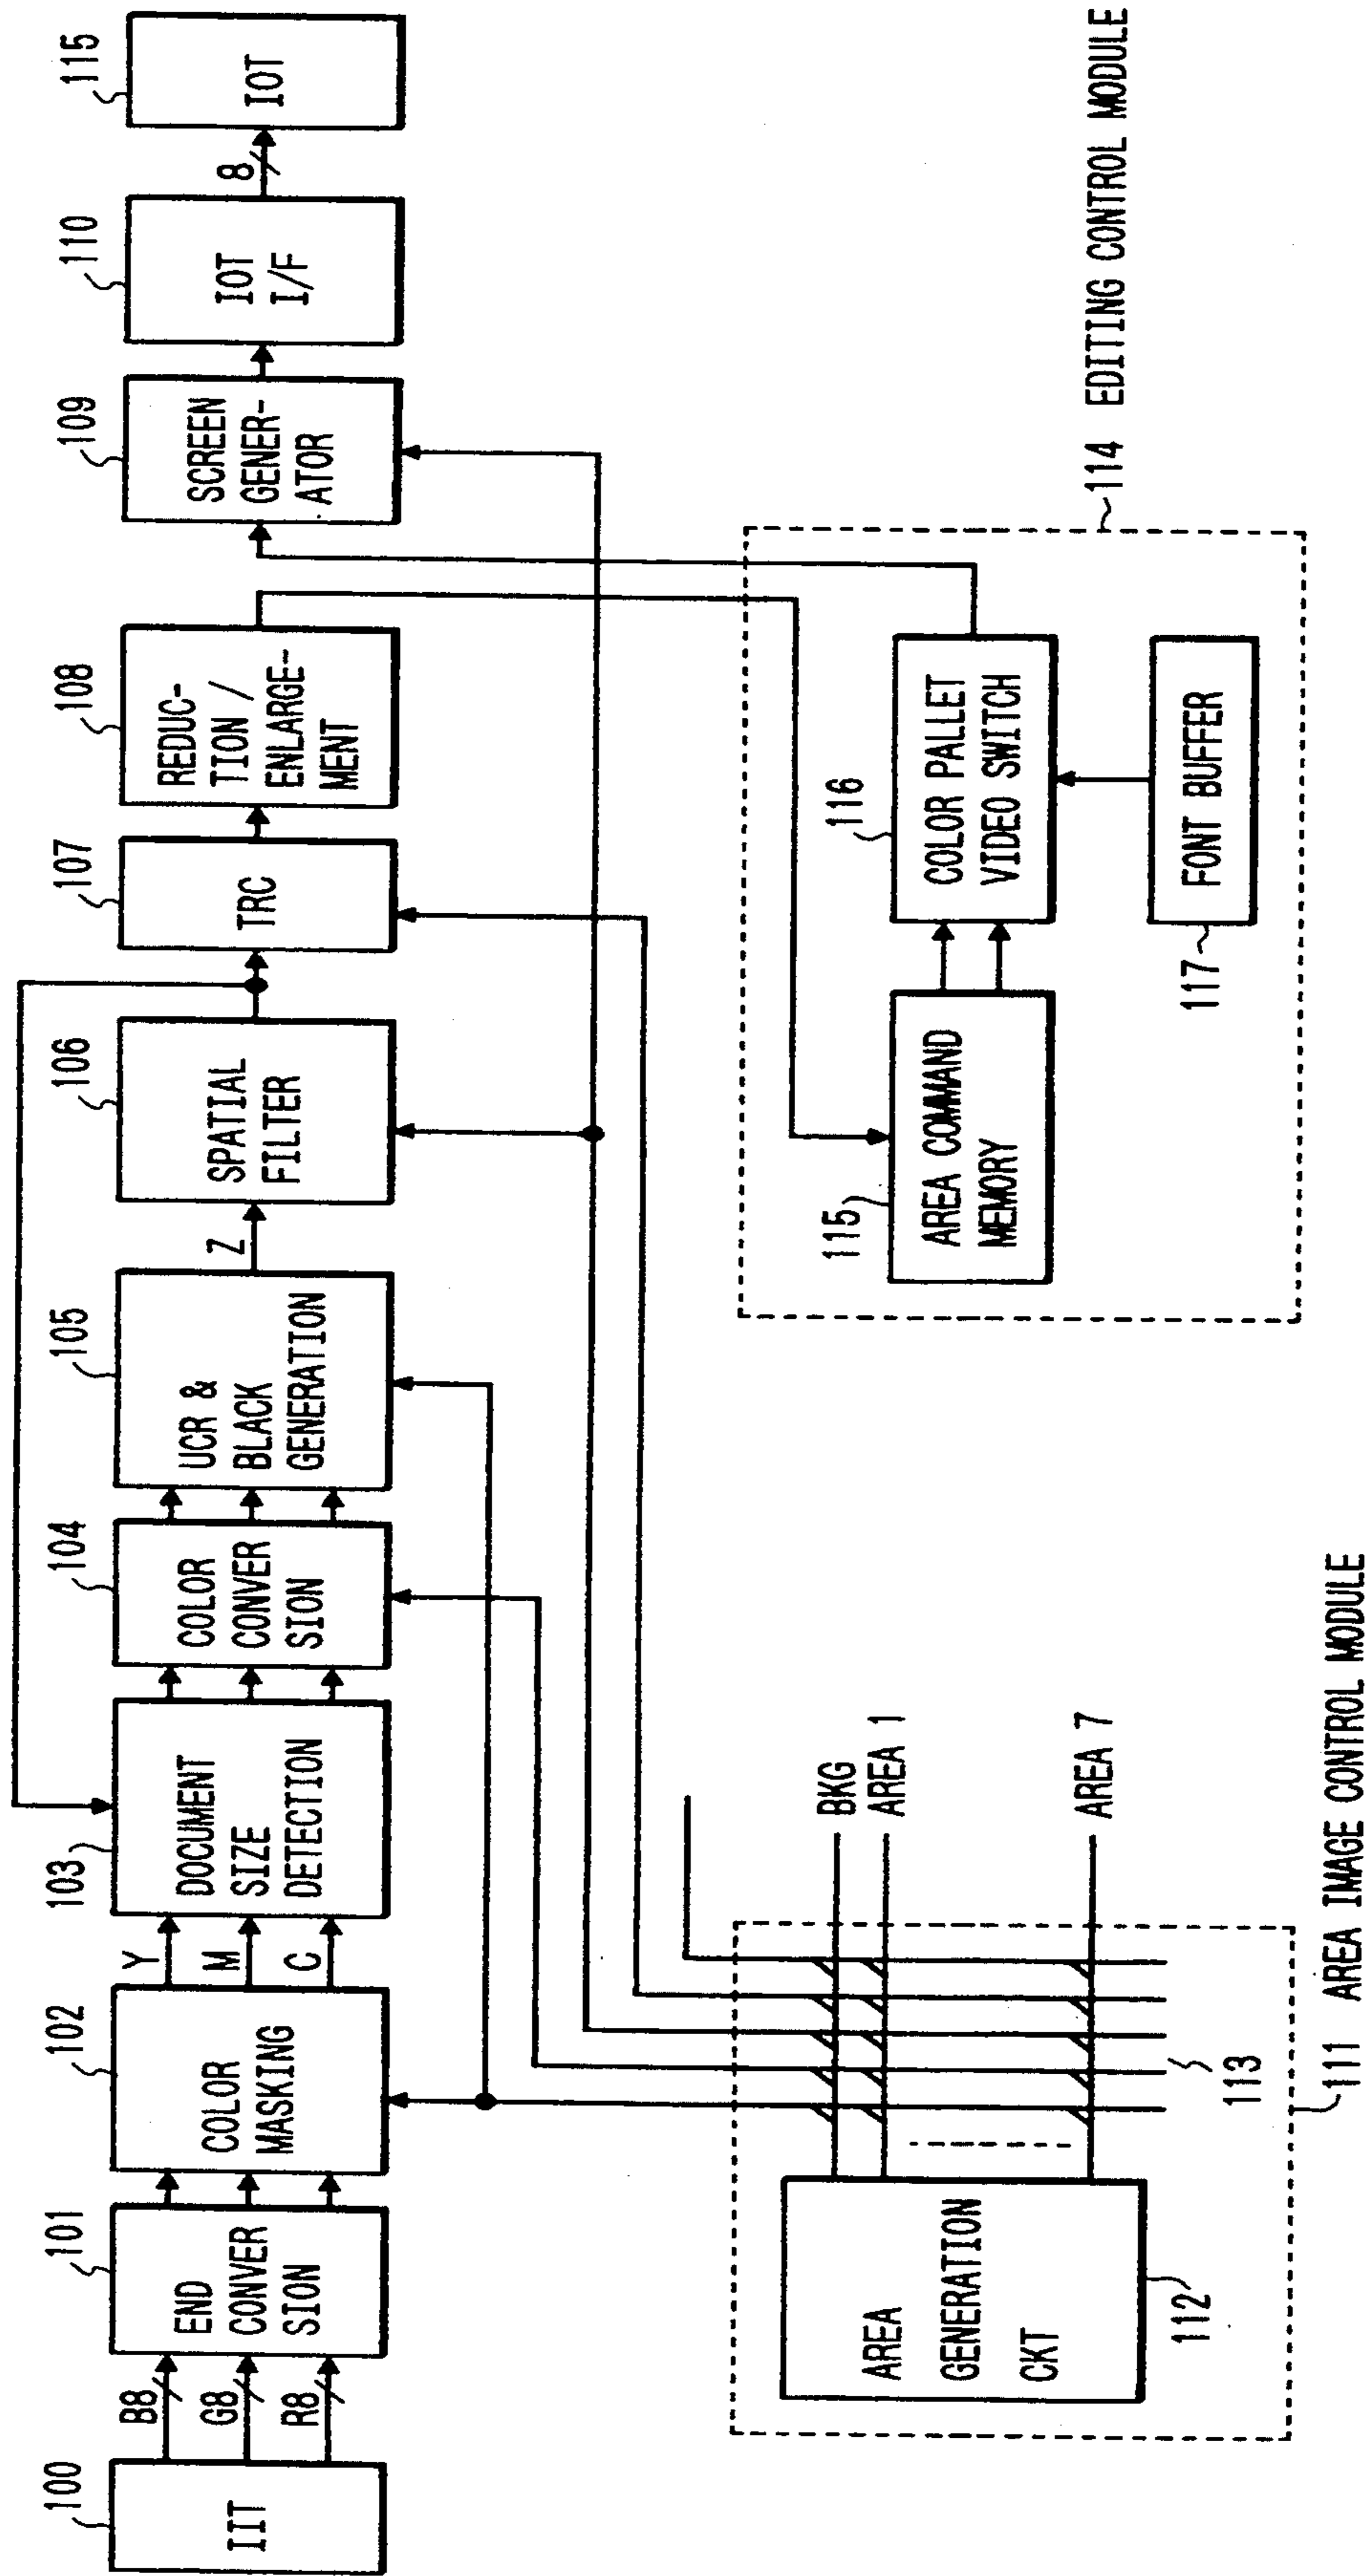 100
IIT
B8
G8
R8
101
END
CONVER
SION
102
COLOR
MASKING
Y
M
C
103
DOCUMENT
SIZE
DETECTION
104
COLOR
CONVER
SION
105
UCR &
BLACK
GENERATION
Z
106
SPATIAL
FILTER
107
TRC
108
REDUC-
TION /
ENLARGE-
MENT
109
SCREEN
GENER-
ATOR
110
IOT
I/F
8
115
IOT
AREA
GENERATION
CKT
112
BKG
AREA 1
AREA 7
113
111 AREA IMAGE CONTROL MODULE
115
AREA COMMAND
MEMORY
116
COLOR PALLET
VIDEO SWITCH
117
FONT BUFFER
114 EDITING CONTROL MODULE